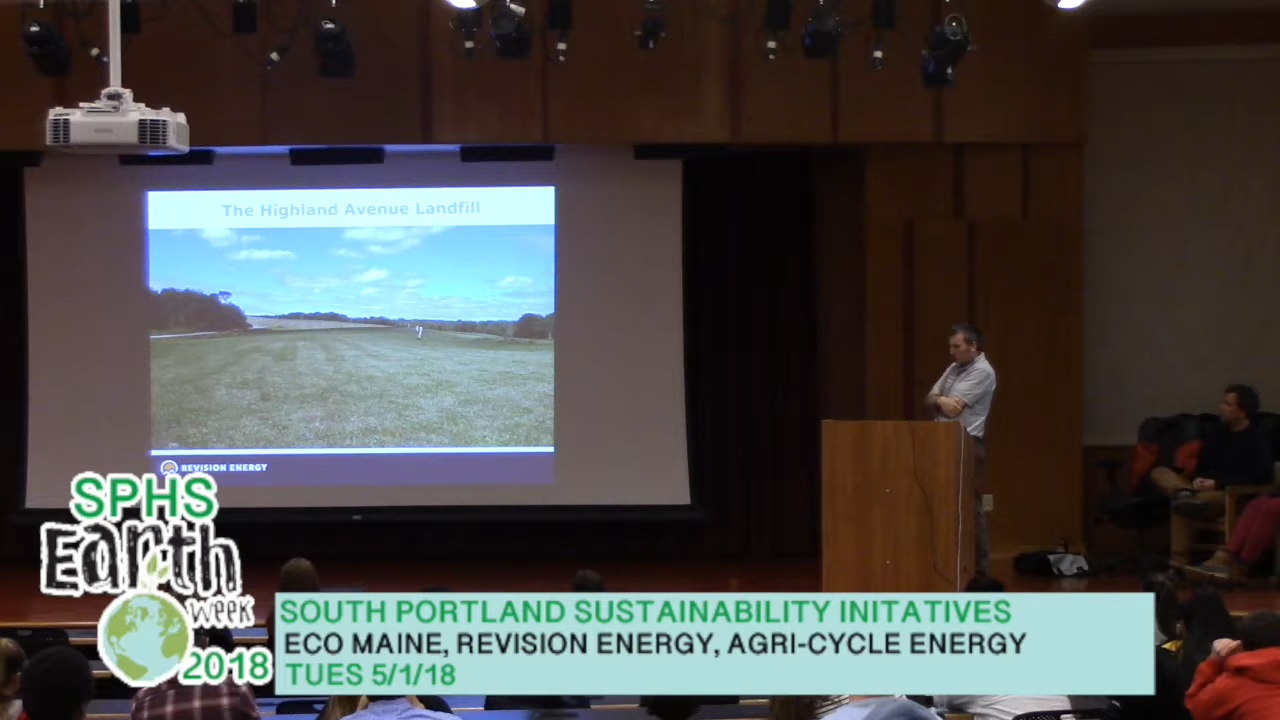 The Highland Avenue Landfill
REVISION ENERGY
SPHS
Earth
Week
2018
SOUTH PORTLAND SUSTAINABILITY INITATIVES
ECO MAINE, REVISION ENERGY, AGRI-CYCLE ENERGY
TUES 5/1/18